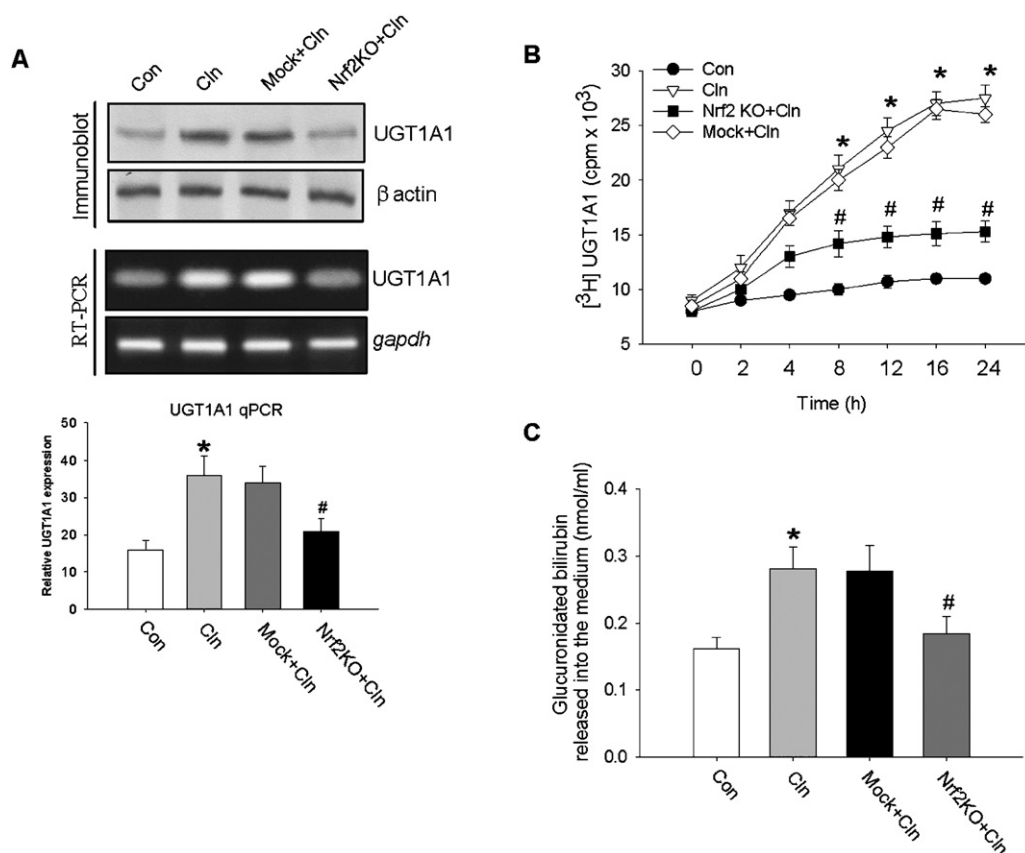 A
Con
Cln
Mock+Cln
Nrf2KO+Cln
Immunoblot
UGT1A1
β actin
RT-PCR
UGT1A1
gapdh
UGT1A1 qPCR
Relative UGT1A1 expression
50
40
30
20
10
0
*
#
Con
Cln
Mock+Cln
Nrf2KO+Cln
B
Con
Cln
Nrf2 KO+Cln
Mock+Cln
[³H] UGT1A1 (cpm x 10³)
30
25
20
15
10
5
* * * *
# # # #
0 2 4 8 12 16 24
Time (h)
C
Glucuronidated bilirubin
released into the medium (nmol/ml)
0.4
0.3
0.2
0.1
0.0
*
#
Con
Cln
Mock+Cln
Nrf2KO+Cln